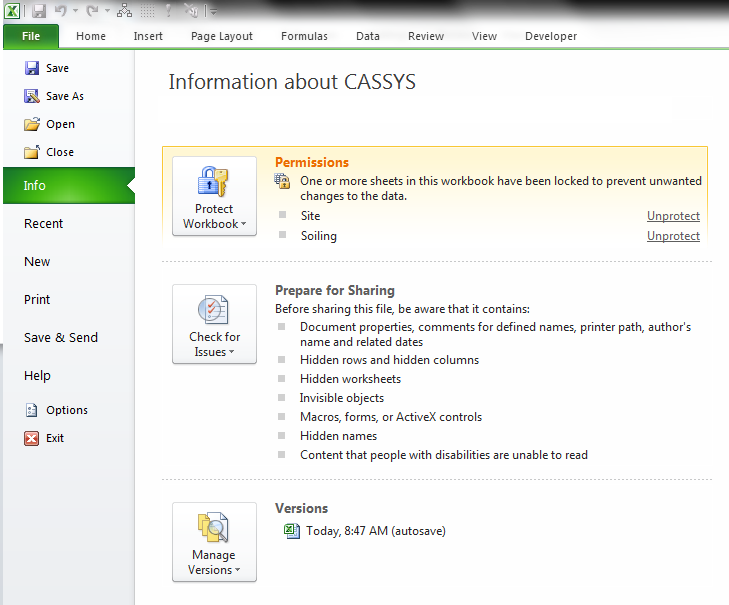 File Home Insert Page Layout Formulas Data Review View Developer
Save
Save As
Open
Close
Info
Recent
New
Print
Save & Send
Help
Options
Exit
Information about CASSYS
Protect
Workbook
Permissions
One or more sheets in this workbook have been locked to prevent unwanted
changes to the data.
Site Unprotect
Soiling Unprotect
Check for
Issues
Prepare for Sharing
Before sharing this file, be aware that it contains:
Document properties, comments for defined names, printer path, author's
name and related dates
Hidden rows and hidden columns
Hidden worksheets
Invisible objects
Macros, forms, or ActiveX controls
Hidden names
Content that people with disabilities are unable to read
Manage
Versions
Versions
Today, 8:47 AM (autosave)